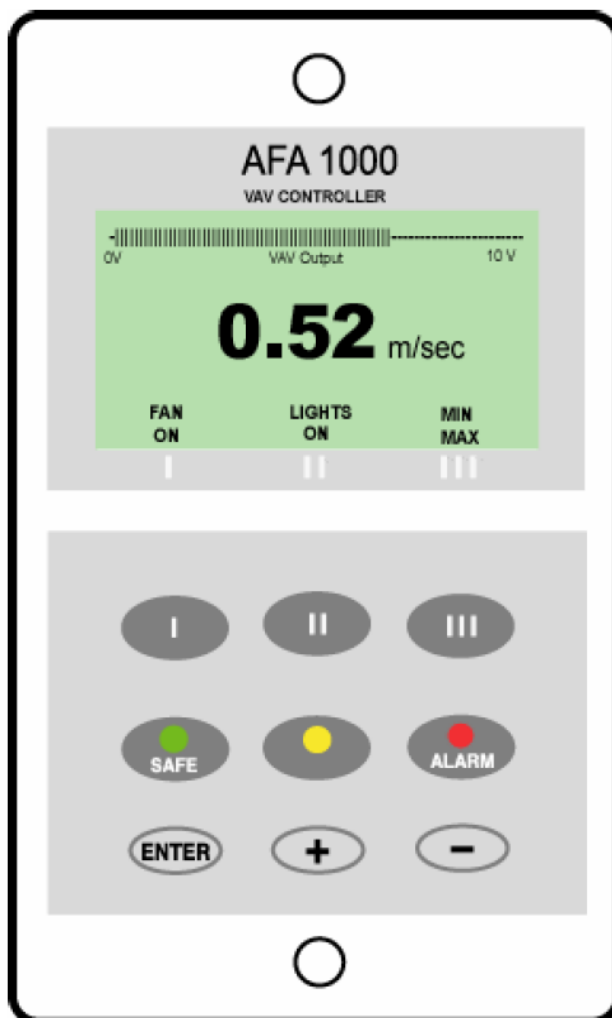 AFA 1000
VAV CONTROLLER
0V VAV Output 10 V
0.52 m/sec
FAN LIGHTS MIN
ON ON MAX
I II III
I II III
SAFE ALARM
ENTER + -